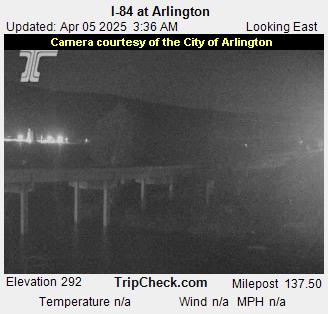 I-84 at Arlington
Updated: Apr 05 2025 3:36 AM Looking East
Camera courtesy of the City of Arlington
Elevation 292 TripCheck.com Milepost 137.50
Temperature n/a Wind n/a MPH n/a